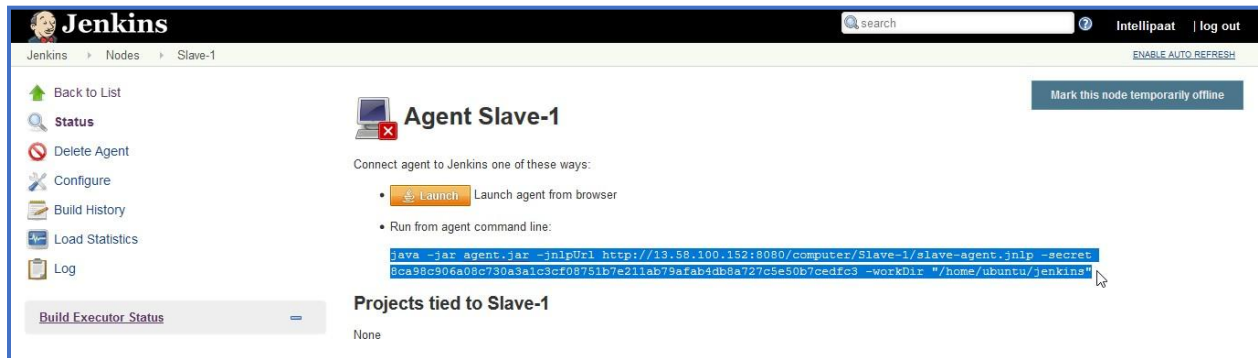 Jenkins
search
Intellipaat | log out
Jenkins Nodes Slave-1
ENABLE AUTO REFRESH
Back to List
Status
Delete Agent
Configure
Build History
Load Statistics
Log
Build Executor Status
Mark this node temporarily offline
Agent Slave-1
Connect agent to Jenkins one of these ways:
Launch Launch agent from browser
Run from agent command line:
java -jar agent.jar -jnlpUrl http://13.58.100.152:8080/computer/Slave-1/slave-agent.jnlp -secret
8ca98c906a08c730a3a1c3cf08751b7e211ab79afab4db8a727c5e50b7cedfc3 -workDir "/home/ubuntu/jenkins"
Projects tied to Slave-1
None